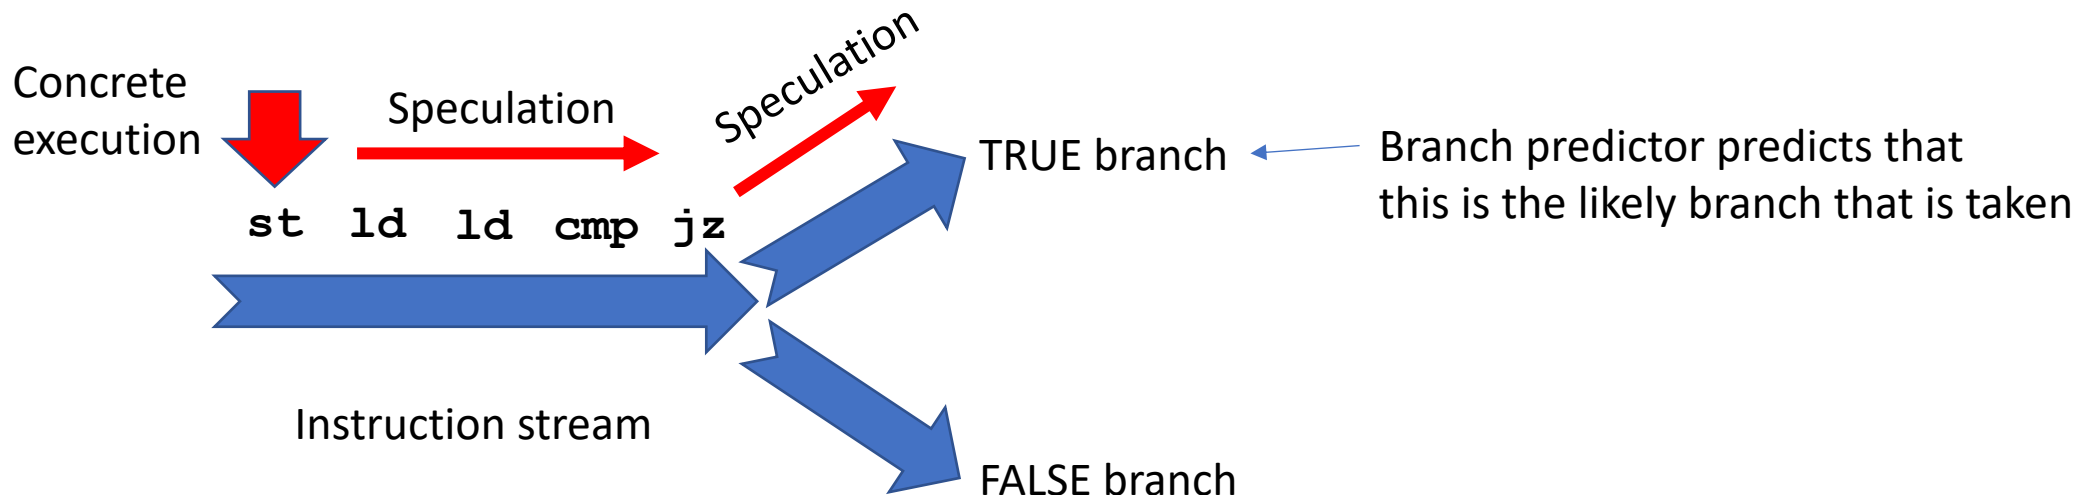 Concrete
execution
Speculation
Speculation
st ld ld cmp jz
TRUE branch
Branch predictor predicts that
this is the likely branch that is taken
Instruction stream
FALSE branch